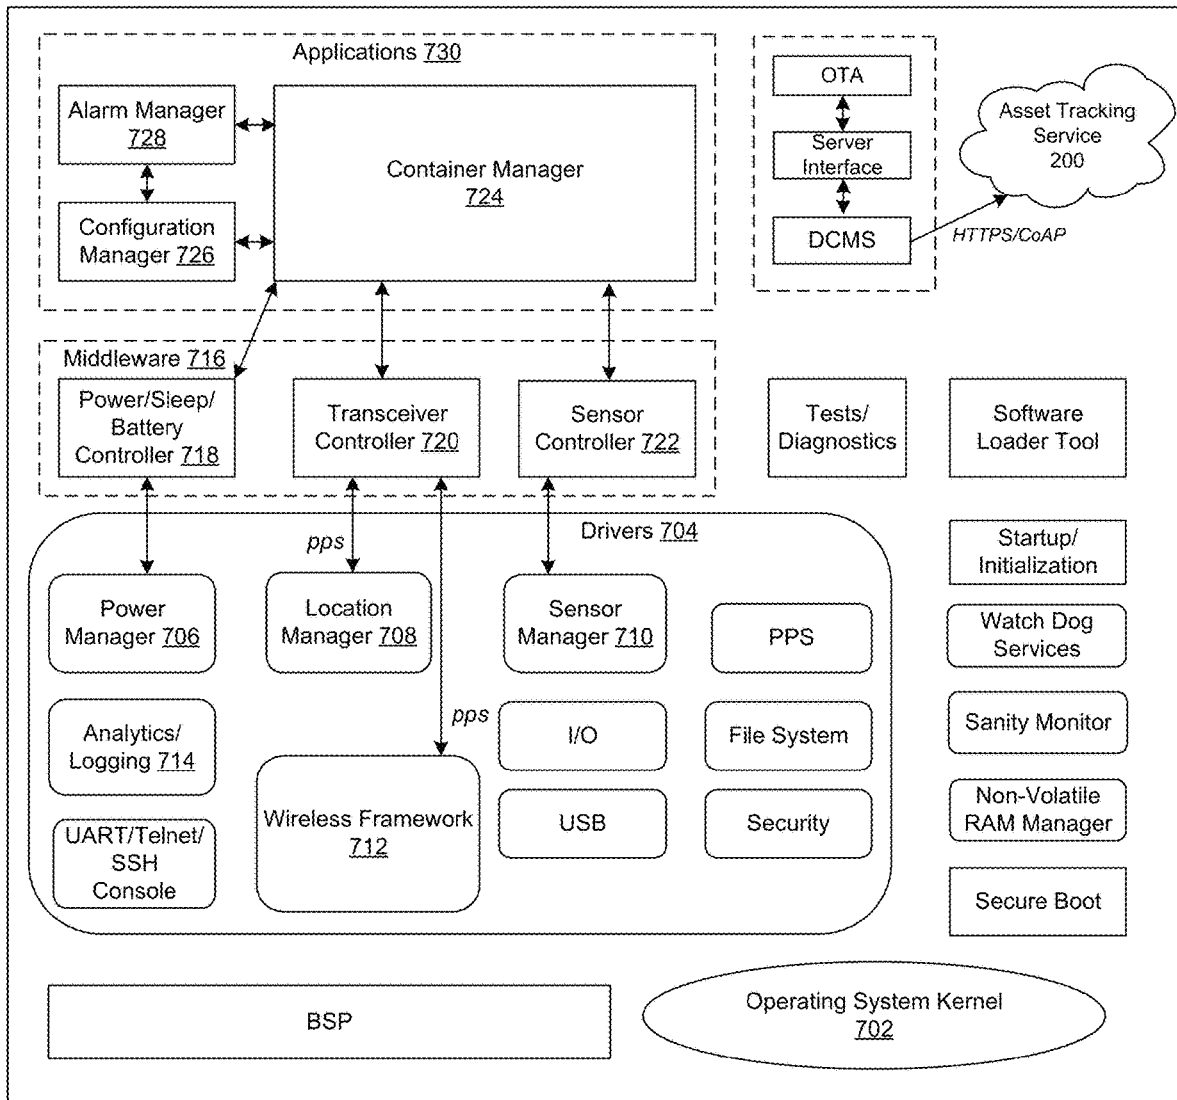 Applications 730
Alarm Manager
728
Container Manager
724
Configuration
Manager 726
OTA
Server
Interface
DCMS
HTTPS/CoAP
Asset Tracking
Service
200
Middleware 716
Power/Sleep/
Battery
Controller 718
Transceiver
Controller 720
Sensor
Controller 722
Tests/
Diagnostics
Software
Loader Tool
Drivers 704
pps
Power
Manager 706
Location
Manager 708
Sensor
Manager 710
PPS
Analytics/
Logging 714
pps
I/O
File System
Wireless Framework
712
USB
Security
UART/Telnet/
SSH
Console
Startup/
Initialization
Watch Dog
Services
Sanity Monitor
Non-Volatile
RAM Manager
Secure Boot
BSP
Operating System Kernel
702